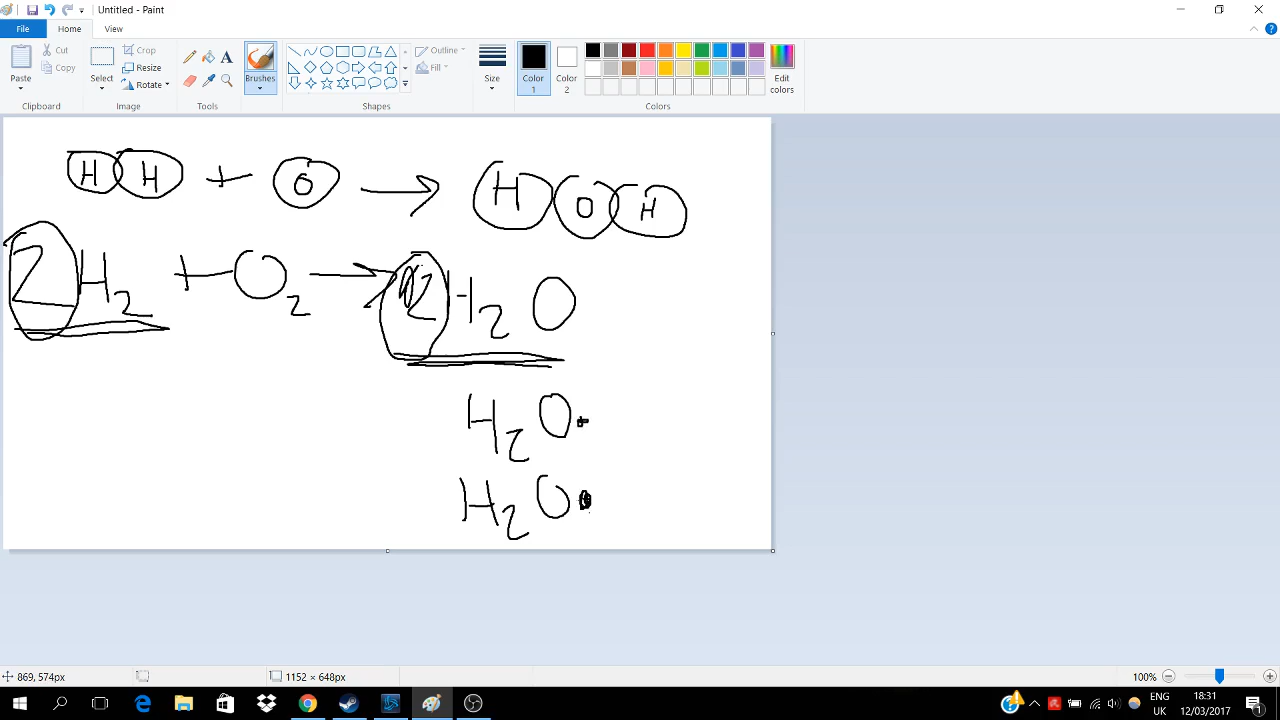 Untitled - Paint
File Home View
Paste Cut Copy Select Crop Resize Rotate A Brushes Outline Fill Size Color 1 Color 2 Edit colors
Clipboard Image Tools Shapes Colors
H H + O → H O H
2H₂ + O₂ → 2H₂O
H₂O
H₂O
869, 574px 1152 × 648px 100%
ENG 18:31
UK 12/03/2017 1